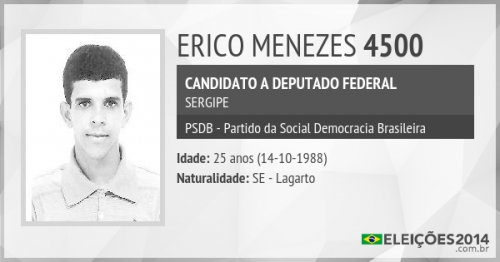 ERICO MENEZES 4500
CANDIDATO A DEPUTADO FEDERAL
SERGIPE
PSDB - Partido da Social Democracia Brasileira
Idade: 25 anos (14-10-1988)
Naturalidade: SE - Lagarto
ELEIÇÕES2014
.com.br